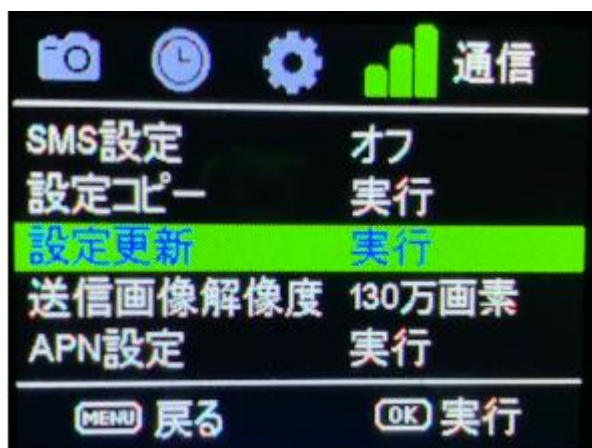 通信
SMS設定 オフ
設定コピー 実行
設定更新 実行
送信画像解像度 130万画素
APN設定 実行
MENU 戻る OK 実行